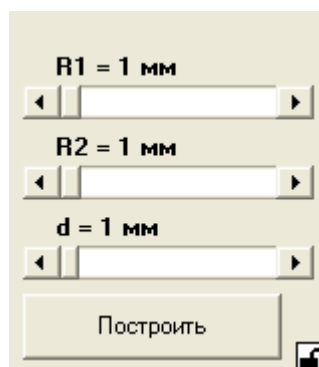 R1 = 1 мм
R2 = 1 мм
d = 1 мм
Построить